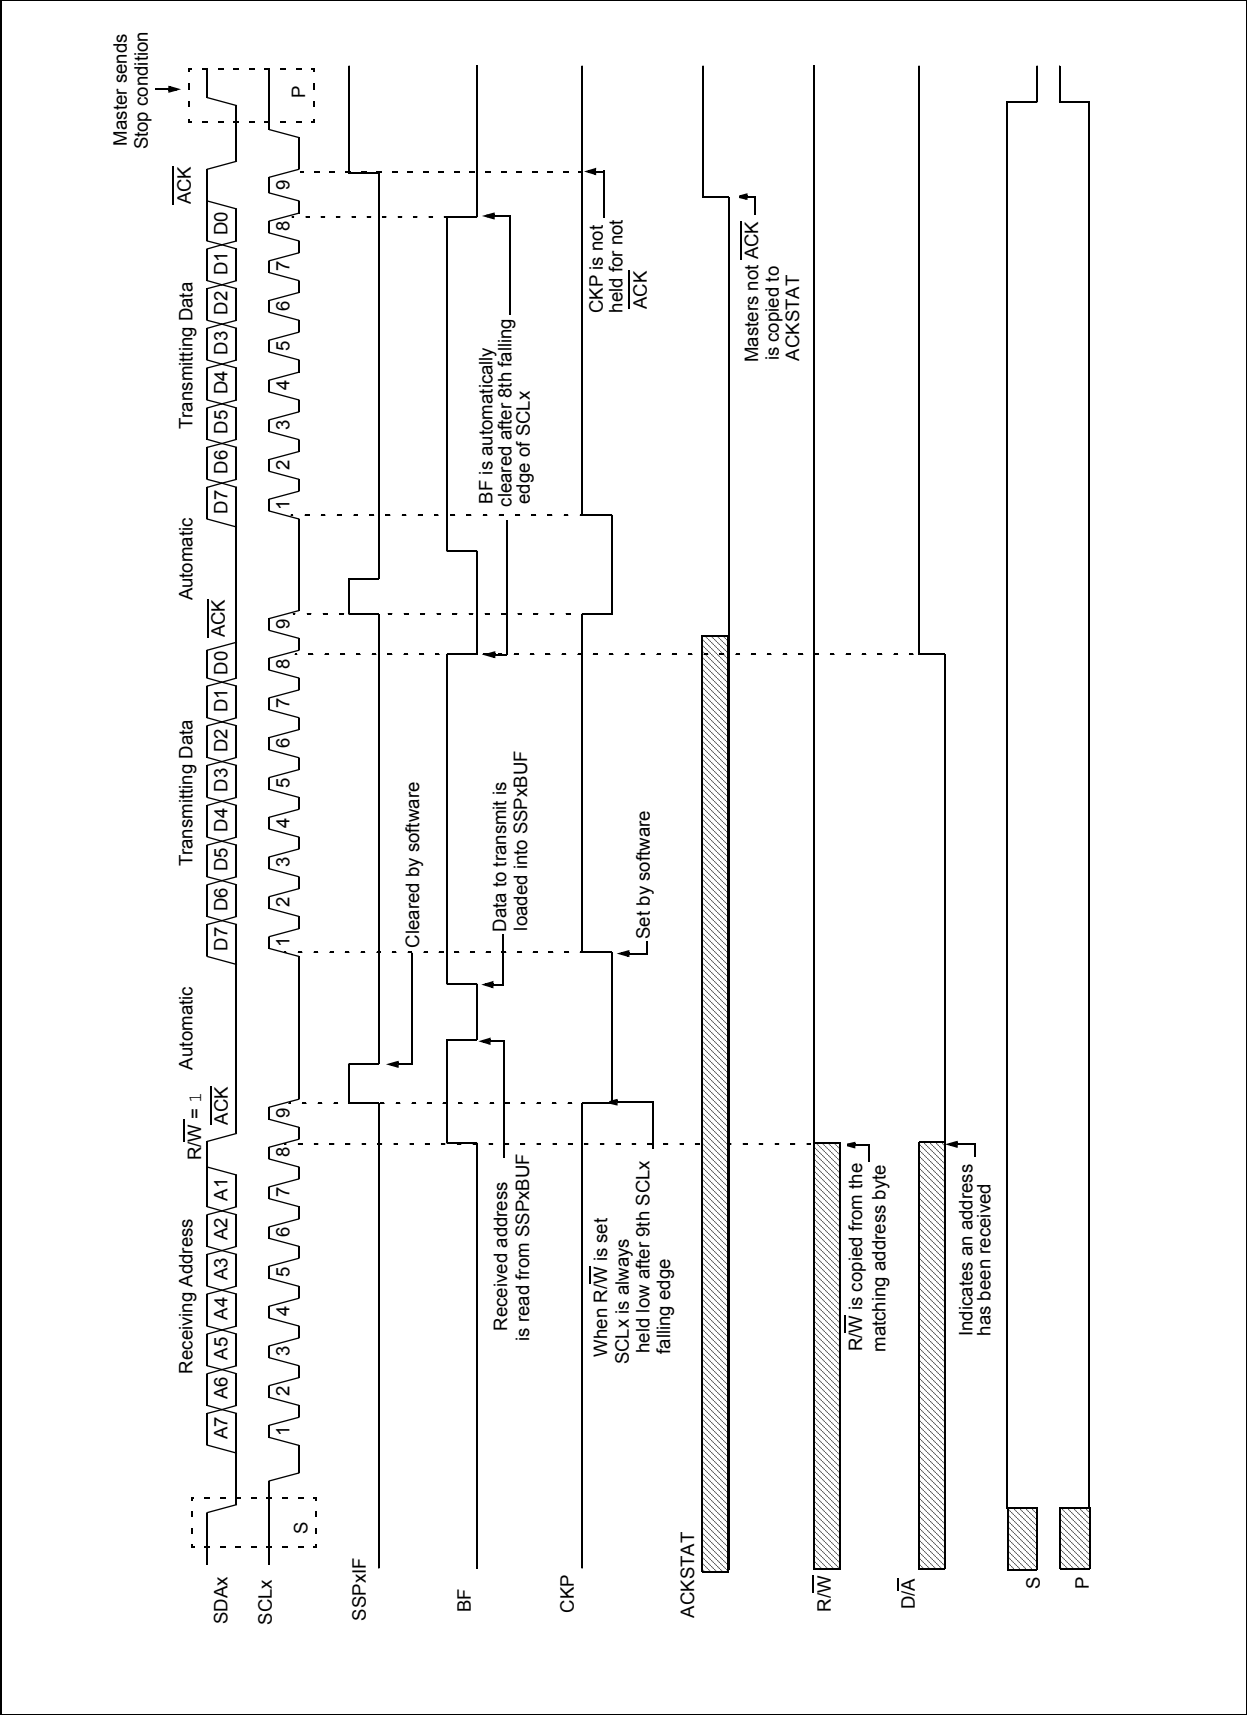 Master sends
Stop condition
Receiving Address
R/W = 1
Automatic
Transmitting Data
Automatic
Transmitting Data
ACK
SDAx
A7 A6 A5 A4 A3 A2 A1
ACK
D7 D6 D5 D4 D3 D2 D1 D0
ACK
D7 D6 D5 D4 D3 D2 D1 D0
SCLx
1 2 3 4 5 6 7 8 9
1 2 3 4 5 6 7 8 9
1 2 3 4 5 6 7 8 9
S
P
SSPxIF
Cleared by software
BF
Received address
is read from SSPxBUF
Data to transmit is
loaded into SSPxBUF
BF is automatically
cleared after 8th falling
edge of SCLx
CKP
When R/W is set
SCLx is always
held low after 9th SCLx
falling edge
Set by software
CKP is not
held for not
ACK
ACKSTAT
Masters not ACK
is copied to
ACKSTAT
R/W
R/W is copied from the
matching address byte
D/A
Indicates an address
has been received
S
P